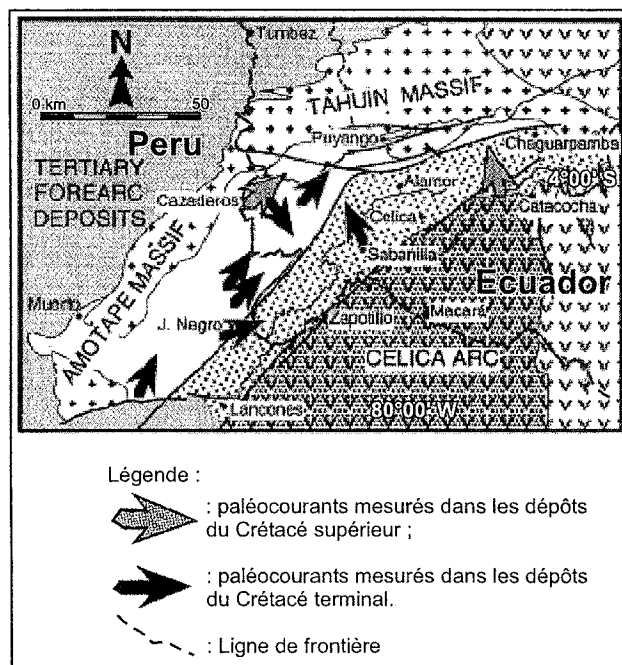 N
0 km 50
Tumbez
TAHUIN MASSIF
Peru
Puyango
Chaguarpamba
TERTIARY
FOREARC
DEPOSITS
Cazaderos
Alamor
4°00'S
Celica
Catacocha
AMOTAPE MASSIF
Sabanilla
Ecuador
Muerto
J. Negro
Zapotillo
Macará
CELICA ARC
Lancones
80°00 W
Légende :
: paléocourants mesurés dans les dépôts
du Crétacé supérieur ;
: paléocourants mesurés dans les dépôts
du Crétacé terminal.
: Ligne de frontière